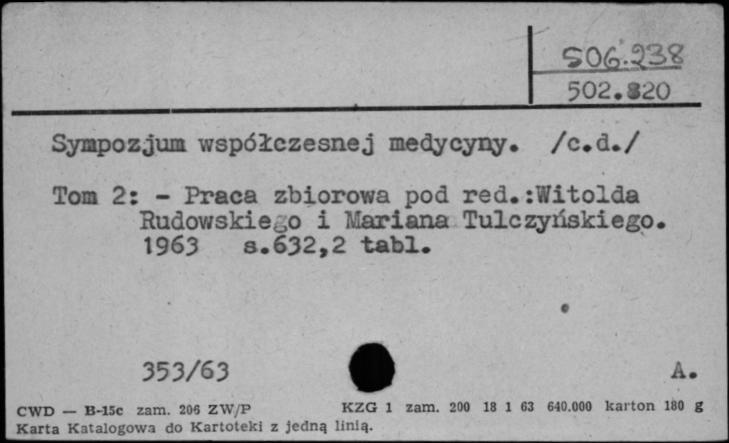 506.238
502.820
Sympozjum współczesnej medycyny. /c.d./
Tom 2: - Praca zbiorowa pod red.:Witolda
Rudowskiego i Mariana Tulczyńskiego.
1963 s.632,2 tabl.
353/63 A.
CWD — B-15c zam. 206 ZW/P KZG 1 zam. 200 18 1 63 640.000 karton 180 g
Karta Katalogowa do Kartoteki z jedną linią.